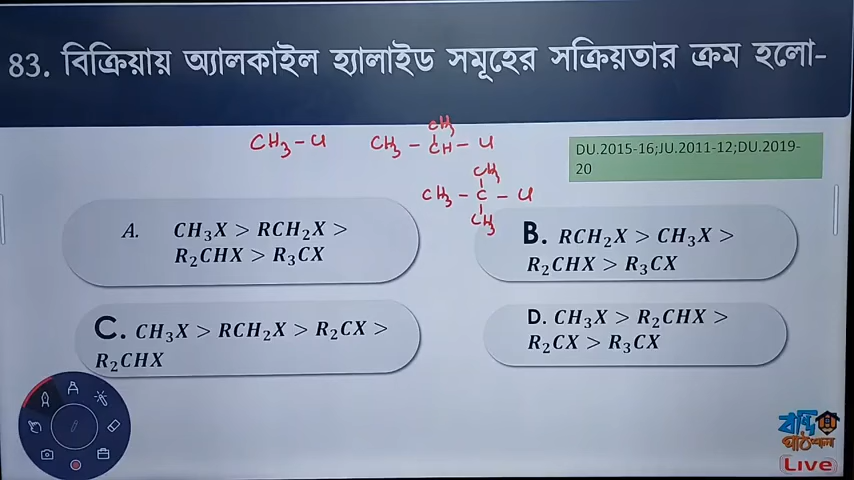 83. বিক্রিয়ায় অ্যালকাইল হ্যালাইড সমূহের সক্রিয়তার ক্রম হলো-
CH₃ - Cl
CH₃
CH₃ - CH - Cl
DU.2015-16;JU.2011-12;DU.2019-
20
CH₃
CH₃ - C - Cl
CH₃
A. CH₃X > RCH₂X >
R₂CHX > R₃CX
B. RCH₂X > CH₃X >
R₂CHX > R₃CX
C. CH₃X > RCH₂X > R₂CX >
R₂CHX
D. CH₃X > R₂CHX >
R₂CX > R₃CX
বন্দি
পাঠশালা
Live